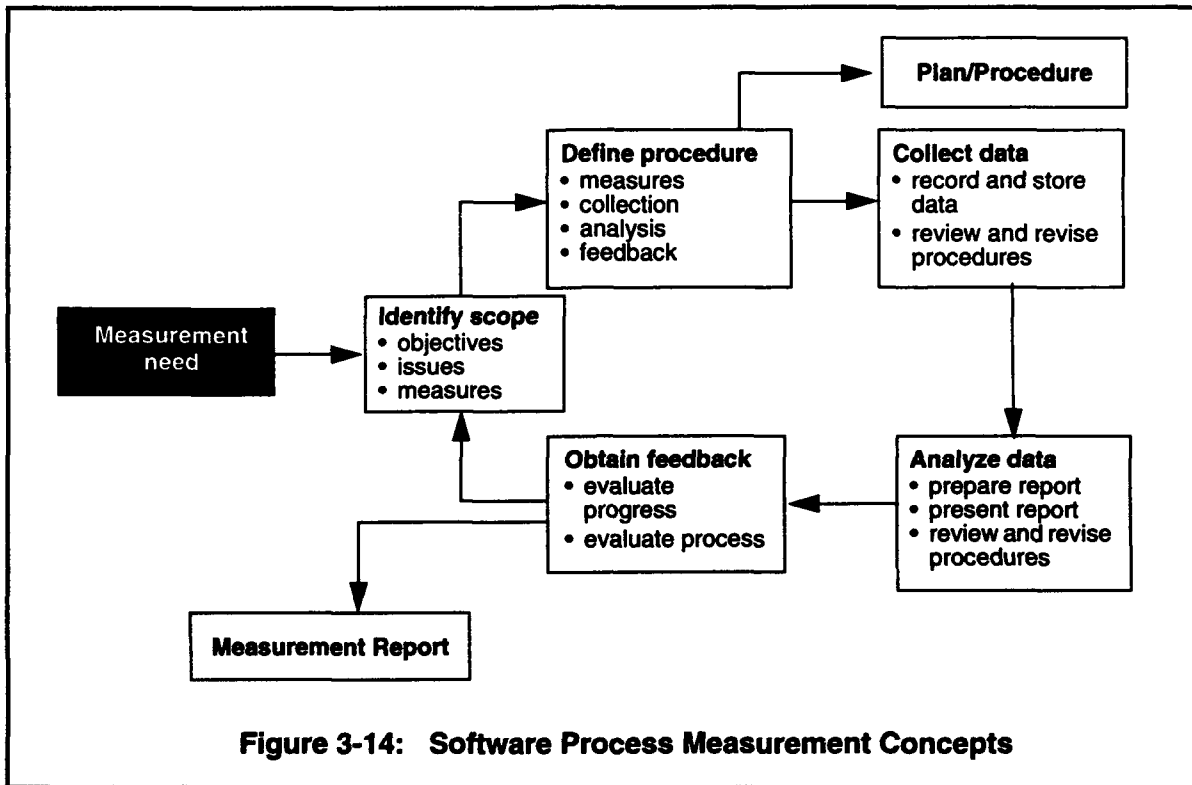 Plan/Procedure
Define procedure
• measures
• collection
• analysis
• feedback
Collect data
• record and store
data
• review and revise
procedures
Measurement
need
Identify scope
• objectives
• issues
• measures
Obtain feedback
• evaluate
progress
• evaluate process
Analyze data
• prepare report
• present report
• review and revise
procedures
Measurement Report
Figure 3-14: Software Process Measurement Concepts